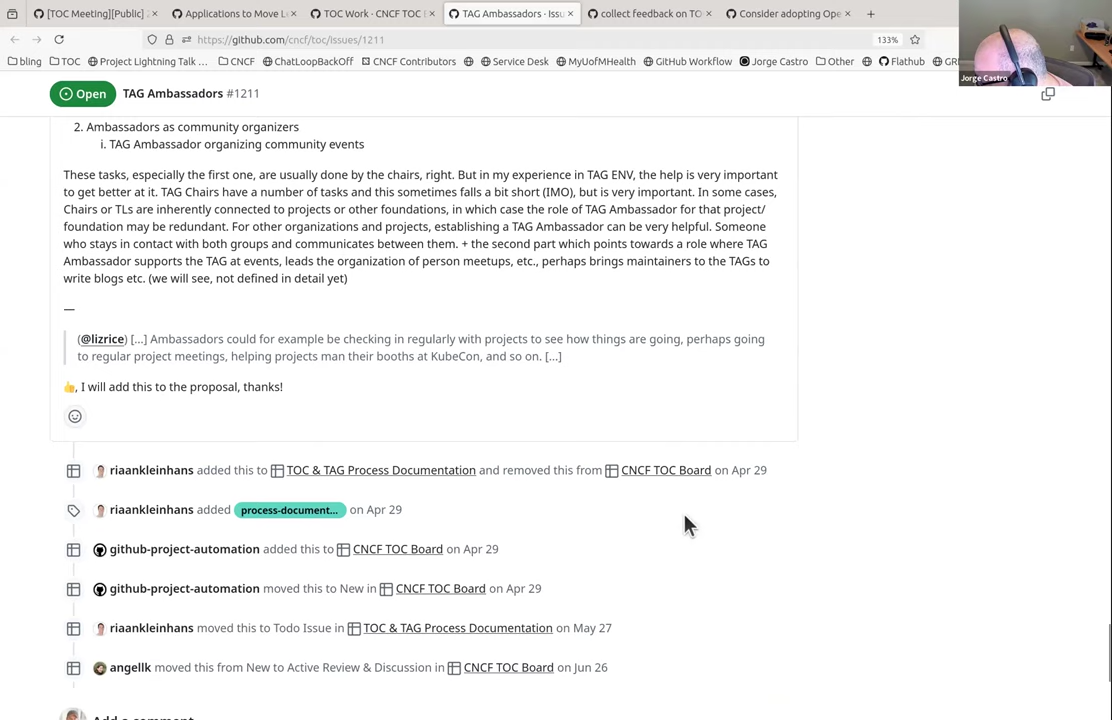 [TOC Meeting][Public]
Applications to Move L
TOC Work · CNCF TOC
TAG Ambassadors · Issu
collect feedback on TO
Consider adopting Ope
https://github.com/cncf/toc/issues/1211
133%
bling
TOC
Project Lightning Talk ...
CNCF
ChatLoopBackOff
CNCF Contributors
Service Desk
MyUofMHealth
GitHub Workflow
Jorge Castro
Other
Flathub
Jorge Castro
Open
TAG Ambassadors #1211
2. Ambassadors as community organizers
i. TAG Ambassador organizing community events
These tasks, especially the first one, are usually done by the chairs, right. But in my experience in TAG ENV, the help is very important
to get better at it. TAG Chairs have a number of tasks and this sometimes falls a bit short (IMO), but is very important. In some cases,
Chairs or TLs are inherently connected to projects or other foundations, in which case the role of TAG Ambassador for that project/
foundation may be redundant. For other organizations and projects, establishing a TAG Ambassador can be very helpful. Someone
who stays in contact with both groups and communicates between them. + the second part which points towards a role where TAG
Ambassador supports the TAG at events, leads the organization of person meetups, etc., perhaps brings maintainers to the TAGs to
write blogs etc. (we will see, not defined in detail yet)
—
(@lizrice) [...] Ambassadors could for example be checking in regularly with projects to see how things are going, perhaps going
to regular project meetings, helping projects man their booths at KubeCon, and so on. [...]
👍, I will add this to the proposal, thanks!
riaankleinhans added this to TOC & TAG Process Documentation and removed this from CNCF TOC Board on Apr 29
riaankleinhans added process-document... on Apr 29
github-project-automation added this to CNCF TOC Board on Apr 29
github-project-automation moved this to New in CNCF TOC Board on Apr 29
riaankleinhans moved this to Todo Issue in TOC & TAG Process Documentation on May 27
angellk moved this from New to Active Review & Discussion in CNCF TOC Board on Jun 26
Add a comment